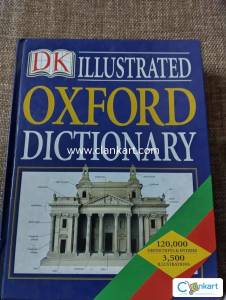 DK ILLUSTRATED
OXFORD
www.clankart.com
DICTIONARY
120,000
3,500
ILLUSTRATIONS
Clankart